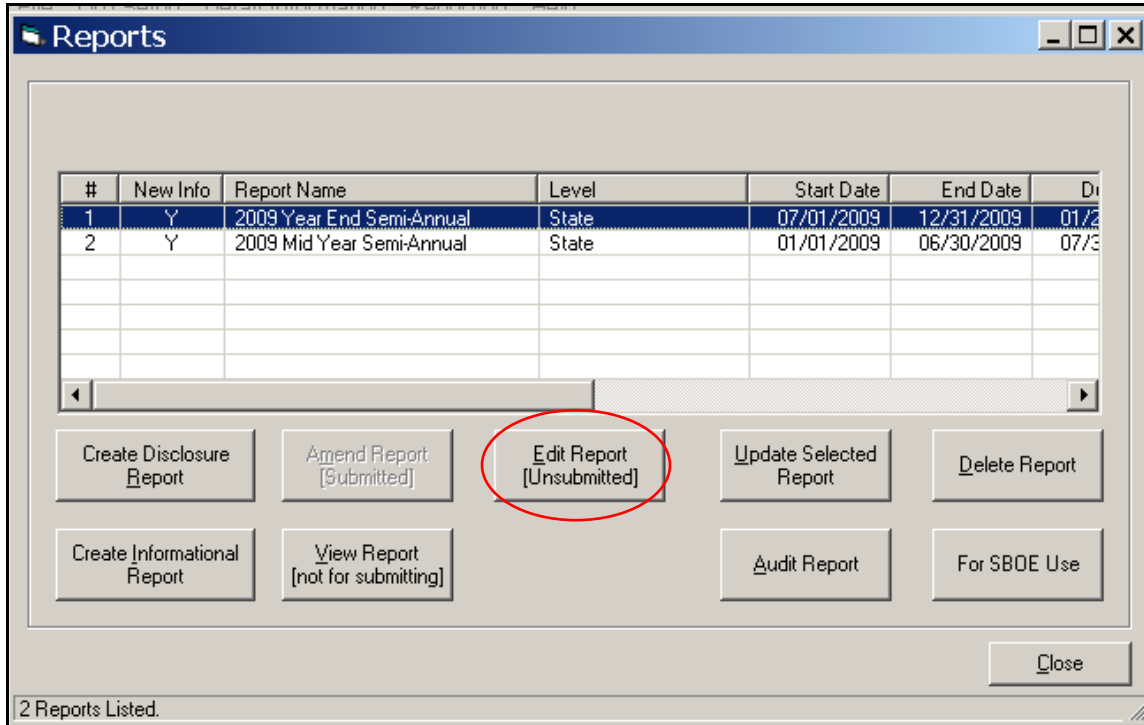 Reports
# New Info Report Name Level Start Date End Date
1 Y 2009 Year End Semi-Annual State 07/01/2009 12/31/2009
2 Y 2009 Mid Year Semi-Annual State 01/01/2009 06/30/2009
Create Disclosure
Report
Amend Report
[Submitted]
Edit Report
[Unsubmitted]
Update Selected
Report
Delete Report
Create Informational
Report
View Report
[not for submitting]
Audit Report
For SBOE Use
Close
2 Reports Listed.